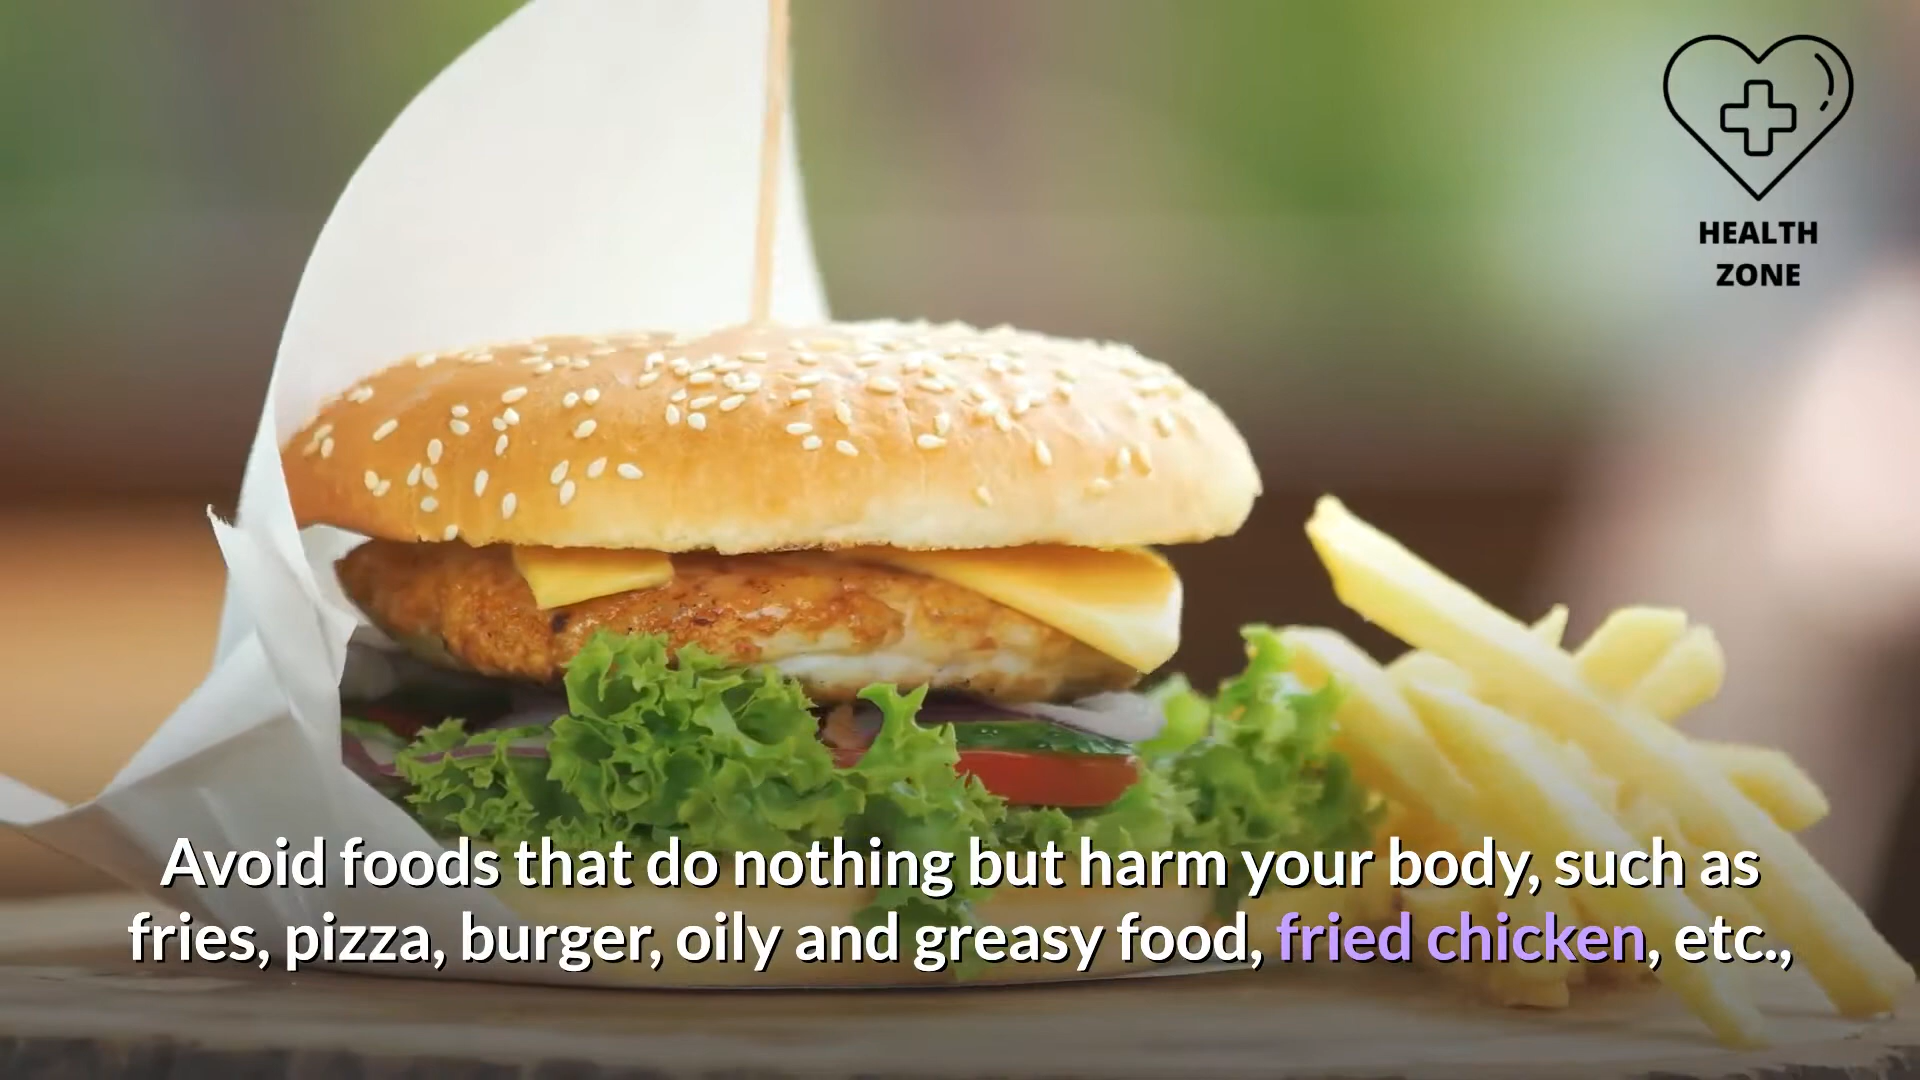 HEALTH
ZONE
Avoid foods that do nothing but harm your body, such as
fries, pizza, burger, oily and greasy food, fried chicken, etc.,